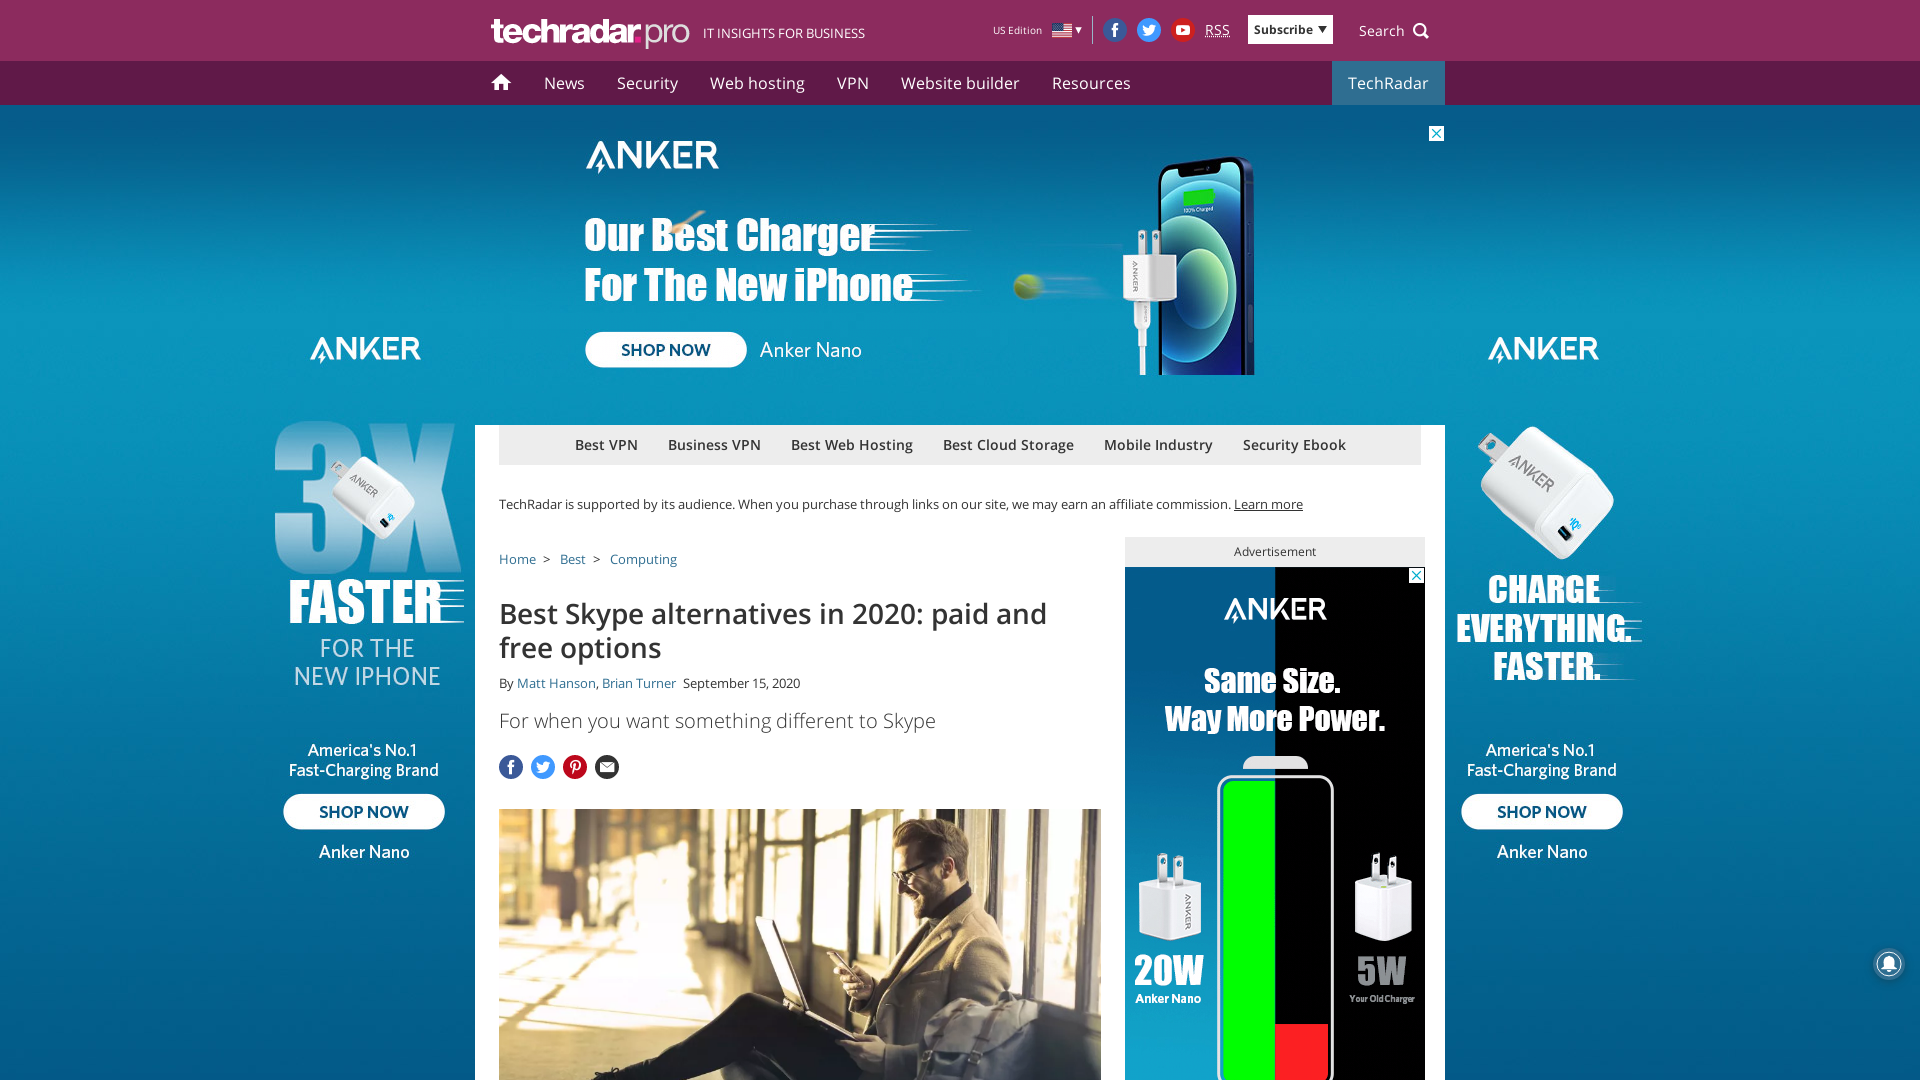 techradar.pro IT INSIGHTS FOR BUSINESS
US Edition
RSS
Subscribe
Search
News
Security
Web hosting
VPN
Website builder
Resources
TechRadar
ANKER
Our Best Charger
For The New iPhone
SHOP NOW
Anker Nano
100% Charged
ANKER
ANKER
3X
FASTER
FOR THE
NEW IPHONE
America's No.1
Fast-Charging Brand
SHOP NOW
Anker Nano
Best VPN
Business VPN
Best Web Hosting
Best Cloud Storage
Mobile Industry
Security Ebook
TechRadar is supported by its audience. When you purchase through links on our site, we may earn an affiliate commission. Learn more
Home > Best > Computing
Best Skype alternatives in 2020: paid and
free options
By Matt Hanson, Brian Turner September 15, 2020
For when you want something different to Skype
Advertisement
ANKER
Same Size.
Way More Power.
ANKER
20W
Anker Nano
5W
Your Old Charger
ANKER
ANKER
CHARGE
EVERYTHING.
FASTER.
America's No.1
Fast-Charging Brand
SHOP NOW
Anker Nano